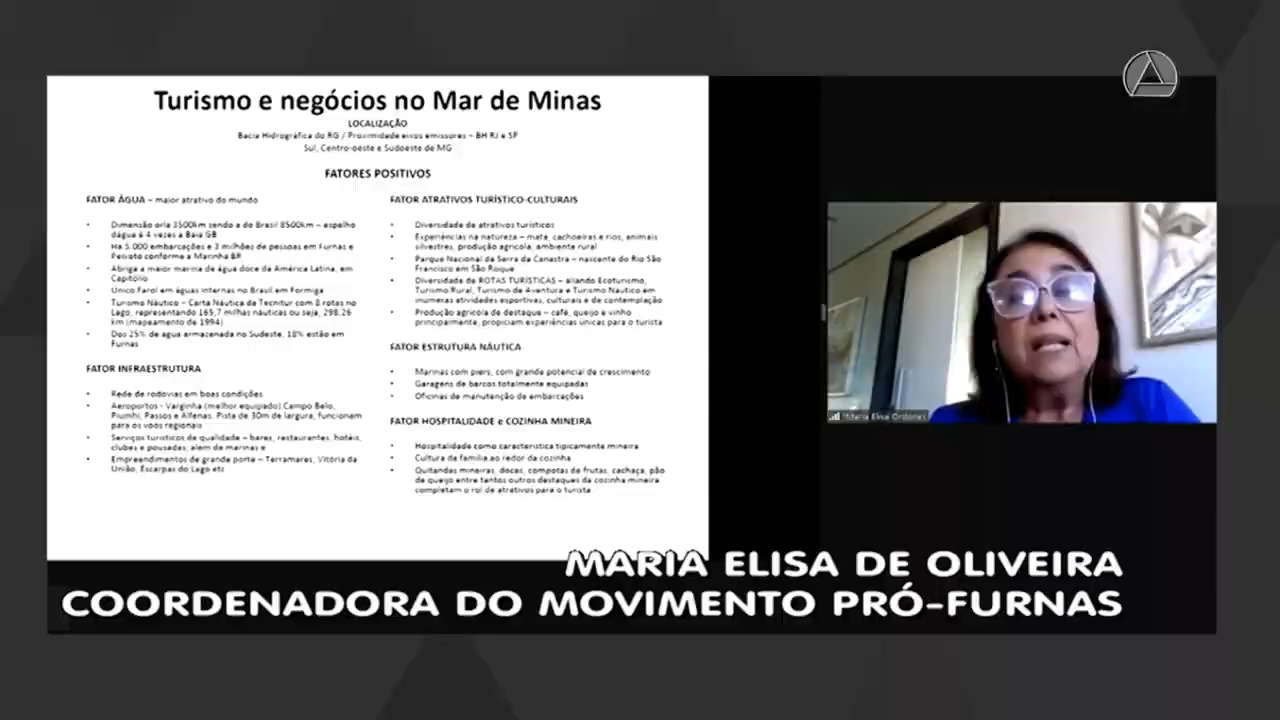 Turismo e negócios no Mar de Minas
LOCALIZAÇÃO
Bacia Hidrográfica do RG / Proximidade eixos emissores – BH RJ e SP
Sul, Centro-oeste e Sudoeste de MG
FATORES POSITIVOS
FATOR ÁGUA – maior atrativo do mundo
• Dimensão orla 3500km sendo a do Brasil 8500km – espelho
dágua é 4 vezes a Baia GB
• Há 5.000 embarcações e 3 milhões de pessoas em Furnas e
Peixoto conforme a Marinha BR
• Abriga a maior marina de água doce da América Latina, em
Capitólio
• Unico Farol em águas internas no Brasil em Formiga
• Turismo Náutico – Carta Náutica da Tecnitur com 8 rotas no
Lago, representando 165,7 milhas náuticas ou seja, 298.26
km (mapeamento de 1994)
• Dos 25% de agua armazenada no Sudeste, 18% estão em
Furnas
FATOR INFRAESTRUTURA
• Rede de rodovias em boas condições
• Aeroportos - Varginha (melhor equipado) Campo Belo,
Piumhi, Passos e Alfenas. Pista de 30m de largura, funcionam
para os voos regionais
• Serviços turisticos de qualidade – bares, restaurantes, hotéis,
clubes e pousadas, alem de marinas e
• Empreendimentos de grande porte – Terramares, Vitória da
União, Escarpas do Lago etc
FATOR ATRATIVOS TURÍSTICO-CULTURAIS
• Diversidade de atrativos turisticos
• Experiências na natureza – mata, cachoeiras e rios, animais
silvestres, produção agricola, ambiente rural
• Parque Nacional da Serra da Canastra – nascente do Rio São
Francisco em São Roque
• Diversidade de ROTAS TURÍSTICAS – aliando Ecoturismo,
Turismo Rural, Turismo de Aventura e Turismo Náutico em
inumeras atividades esportivas, culturais e de contemplação
• Produção agricola de destaque – café, queijo e vinho
principalmente, propiciam experiências unicas para o turista
FATOR ESTRUTURA NÁUTICA
• Marinas com piers, com grande potencial de crescimento
• Garagens de barcos totalmente equipadas
• Oficinas de manutenção de embarcações
FATOR HOSPITALIDADE e COZINHA MINEIRA
• Hospitalidade como caracteristica tipicamente mineira
• Cultura da familia ao redor da cozinha
• Quitandas mineiras, doces, compotas de frutas, cachaça, pão
de queijo entre tantos outros destaques da cozinha mineira
completam o rol de atrativos para o turista
Maria Elisa Ordones
MARIA ELISA DE OLIVEIRA
COORDENADORA DO MOVIMENTO PRÓ-FURNAS